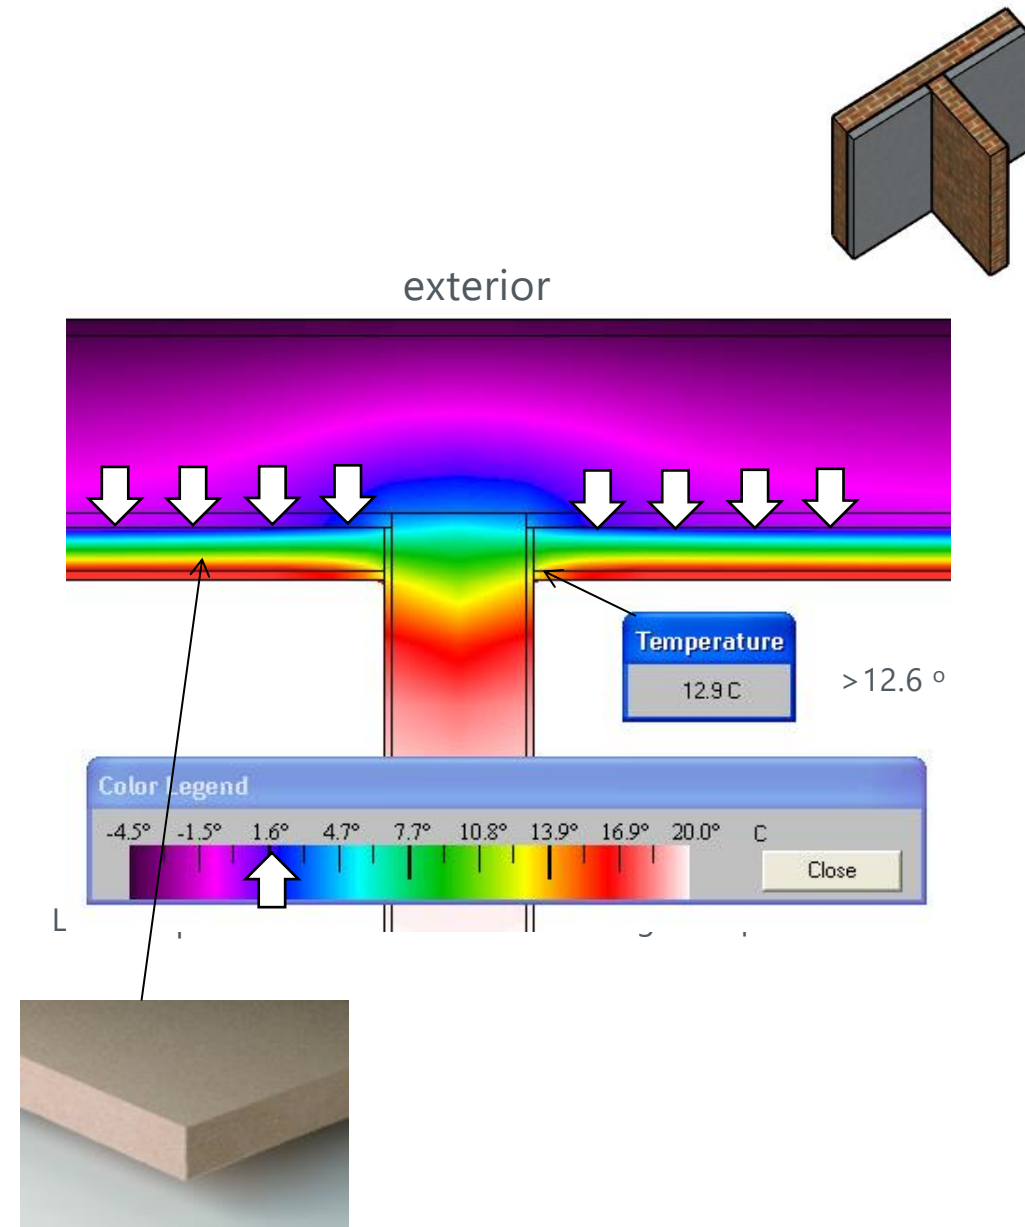 exterior
Temperature
12.9 C
>12.6 º
Color Legend
-4.5° -1.5° 1.6° 4.7° 7.7° 10.8° 13.9° 16.9° 20.0° C
Close